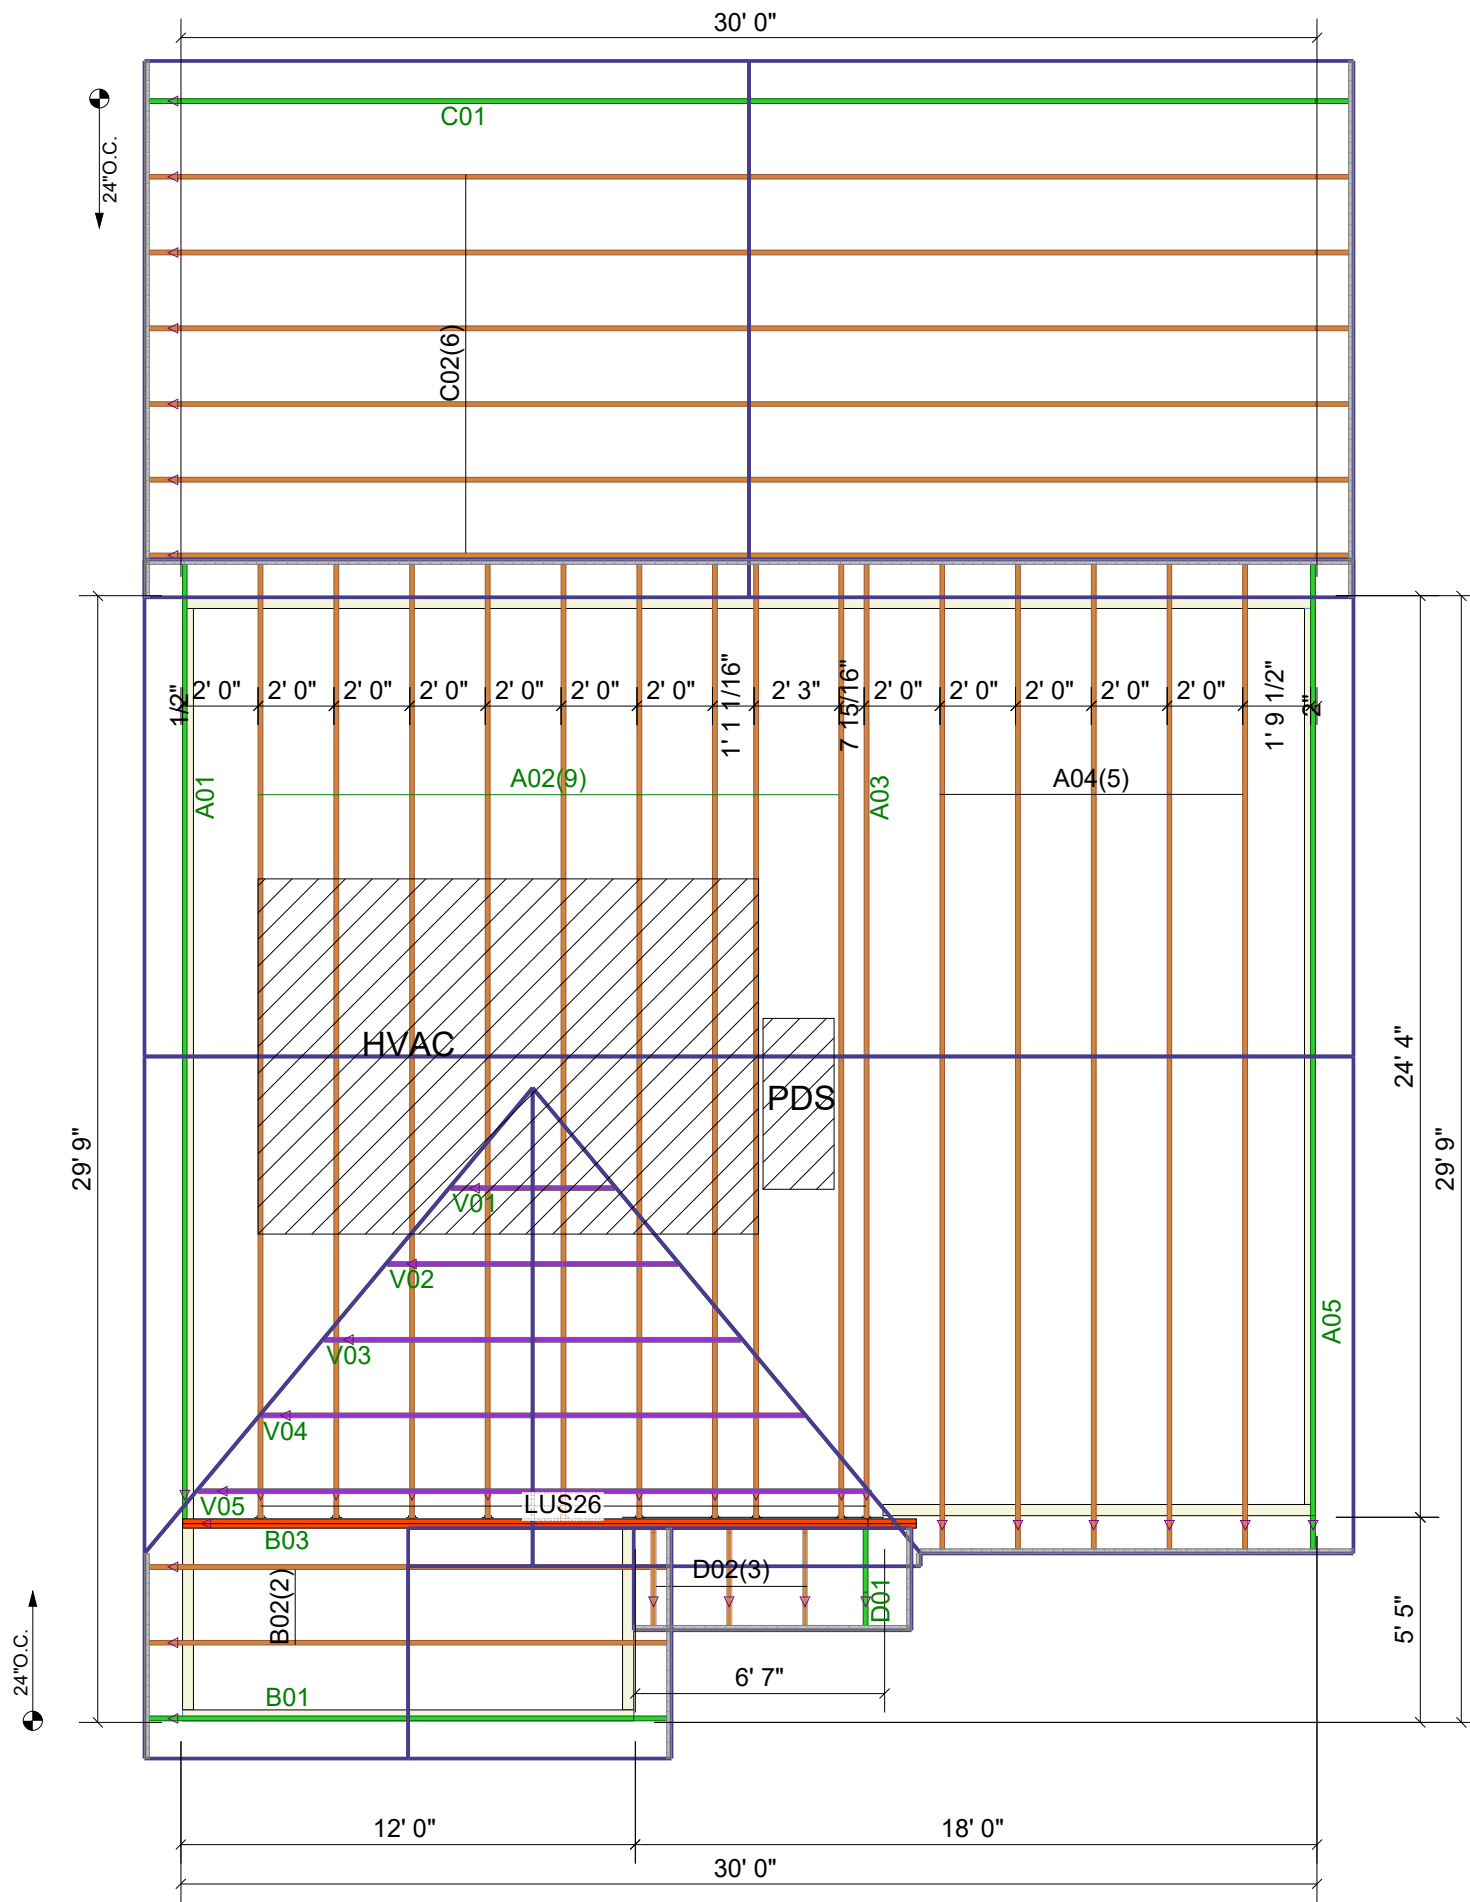 30' 0"
C01
24"O.C.
C02(6)
1/2"
2' 0"
2' 0"
2' 0"
2' 0"
2' 0"
2' 0"
2' 0"
1' 1 1/16"
2' 3"
7 15/16"
2' 0"
2' 0"
2' 0"
2' 0"
2' 0"
1' 9 1/2"
2"
A01
A02(9)
A03
A04(5)
HVAC
PDS
24' 4"
29' 9"
29' 9"
V01
V02
V03
V04
V05
A05
LUS26
B03
B02(2)
D02(3)
D01
5' 5"
24"O.C.
B01
6' 7"
12' 0"
18' 0"
30' 0"